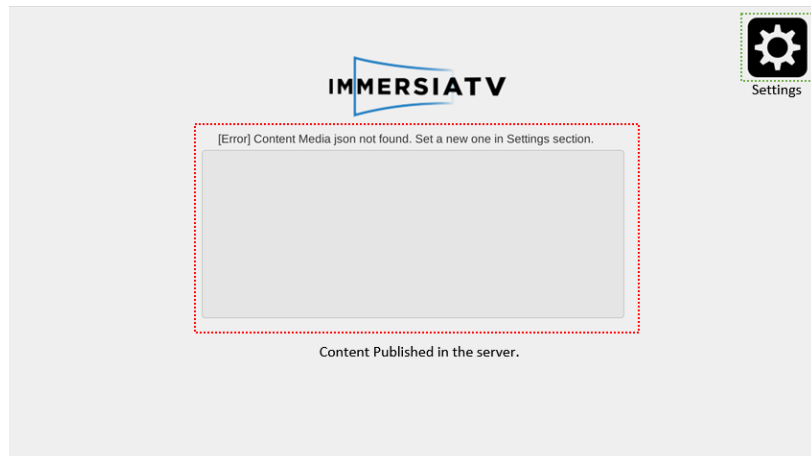 IMMERSIATV
Settings
[Error] Content Media json not found. Set a new one in Settings section.
Content Published in the server.